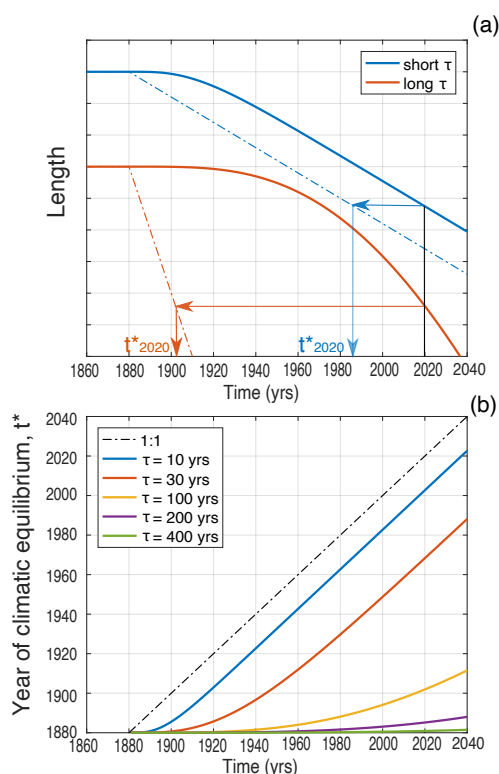 (a)
short τ
long τ
Length
t*2020
t*2020
1860 1880 1900 1920 1940 1960 1980 2000 2020 2040
Time (yrs)
(b)
2040
2020
2000
1980
1960
1940
1920
1900
1880
Year of climatic equilibrium, t*
1:1
τ = 10 yrs
τ = 30 yrs
τ = 100 yrs
τ = 200 yrs
τ = 400 yrs
1860 1880 1900 1920 1940 1960 1980 2000 2020 2040
Time (yrs)